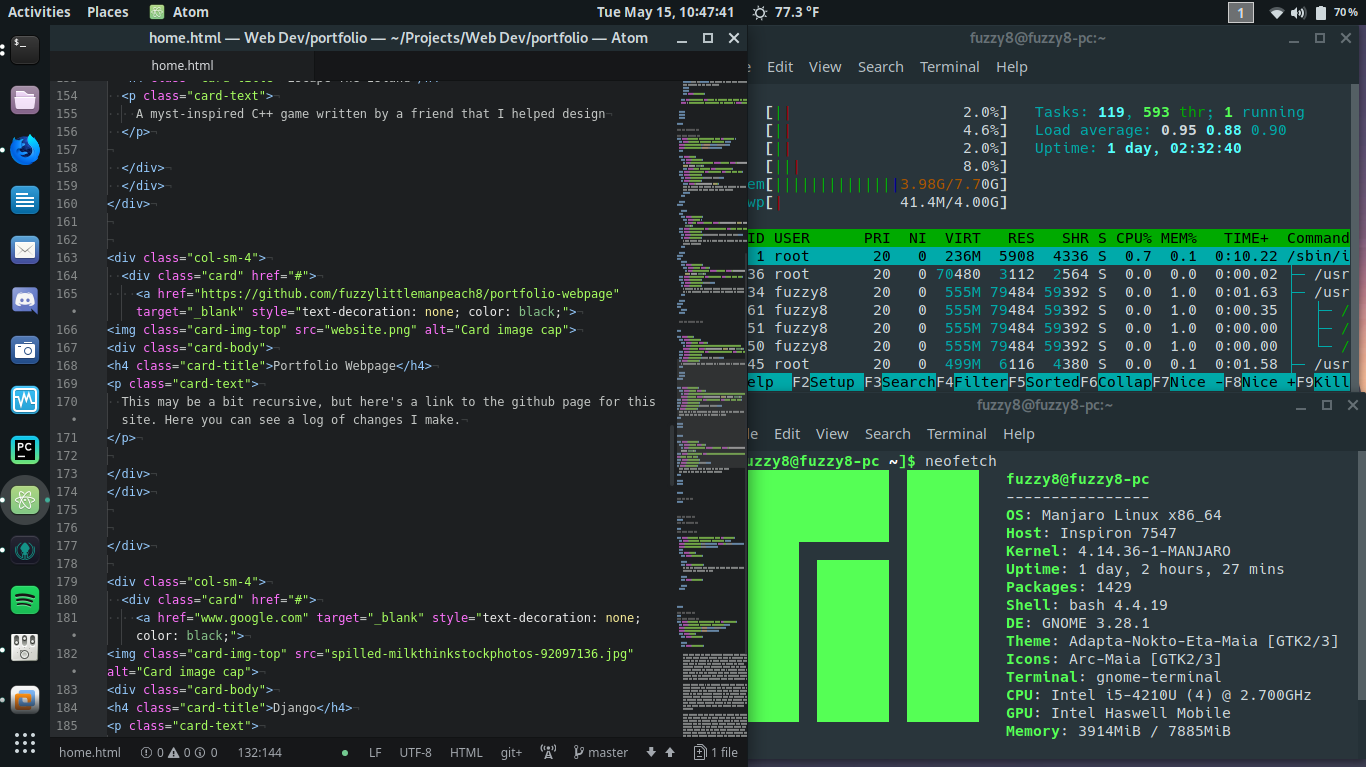 Activities Places Atom Tue May 15, 10:47:41 77.3 °F 1 70%
home.html — Web Dev/portfolio — ~/Projects/Web Dev/portfolio — Atom
home.html
154 <p class="card-text">
155 A myst-inspired C++ game written by a friend that I helped design
156 </p>
157
158 </div>
159 </div>
160 </div>
161
162
163 <div class="col-sm-4">
164 <div class="card" href="#">
165 <a href="https://github.com/fuzzylittlemanpeach8/portfolio-webpage"
• target="_blank" style="text-decoration: none; color: black;">
166 <img class="card-img-top" src="website.png" alt="Card image cap">
167 <div class="card-body">
168 <h4 class="card-title">Portfolio Webpage</h4>
169 <p class="card-text">
170 This may be a bit recursive, but here's a link to the github page for this
• site. Here you can see a log of changes I make.
171 </p>
172
173 </div>
174 </div>
175
176
177 </div>
178
179 <div class="col-sm-4">
180 <div class="card" href="#">
181 <a href="www.google.com" target="_blank" style="text-decoration: none;
• color: black;">
182 <img class="card-img-top" src="spilled-milkthinkstockphotos-92097136.jpg"
• alt="Card image cap">
183 <div class="card-body">
184 <h4 class="card-title">Django</h4>
185 <p class="card-text">
home.html 0 0 0 132:144 LF UTF-8 HTML git+ master 1 file
fuzzy8@fuzzy8-pc:~
Edit View Search Terminal Help
[|| 2.0%] Tasks: 119, 593 thr; 1 running
[|| 4.6%] Load average: 0.95 0.88 0.90
[|| 2.0%] Uptime: 1 day, 02:32:40
[||| 8.0%]
em[||||||||||||||3.98G/7.70G]
wp[| 41.4M/4.00G]
ID USER PRI NI VIRT RES SHR S CPU% MEM% TIME+ Command
1 root 20 0 236M 5908 4336 S 0.7 0.1 0:10.22 /sbin/i
36 root 20 0 70480 3112 2564 S 0.0 0.0 0:00.02 ├─ /usr
34 fuzzy8 20 0 555M 79484 59392 S 0.0 1.0 0:01.63 ├─ /usr
61 fuzzy8 20 0 555M 79484 59392 S 0.0 1.0 0:00.35 │ ├─ /
51 fuzzy8 20 0 555M 79484 59392 S 0.0 1.0 0:00.00 │ ├─ /
50 fuzzy8 20 0 555M 79484 59392 S 0.0 1.0 0:00.00 │ └─ /
45 root 20 0 499M 6116 4380 S 0.0 0.1 0:01.58 ├─ /usr
elp F2Setup F3SearchF4FilterF5SortedF6CollapF7Nice -F8Nice +F9Kill
fuzzy8@fuzzy8-pc:~
le Edit View Search Terminal Help
uzzy8@fuzzy8-pc ~]$ neofetch
fuzzy8@fuzzy8-pc
----------------
OS: Manjaro Linux x86_64
Host: Inspiron 7547
Kernel: 4.14.36-1-MANJARO
Uptime: 1 day, 2 hours, 27 mins
Packages: 1429
Shell: bash 4.4.19
DE: GNOME 3.28.1
Theme: Adapta-Nokto-Eta-Maia [GTK2/3]
Icons: Arc-Maia [GTK2/3]
Terminal: gnome-terminal
CPU: Intel i5-4210U (4) @ 2.700GHz
GPU: Intel Haswell Mobile
Memory: 3914MiB / 7885MiB
PC